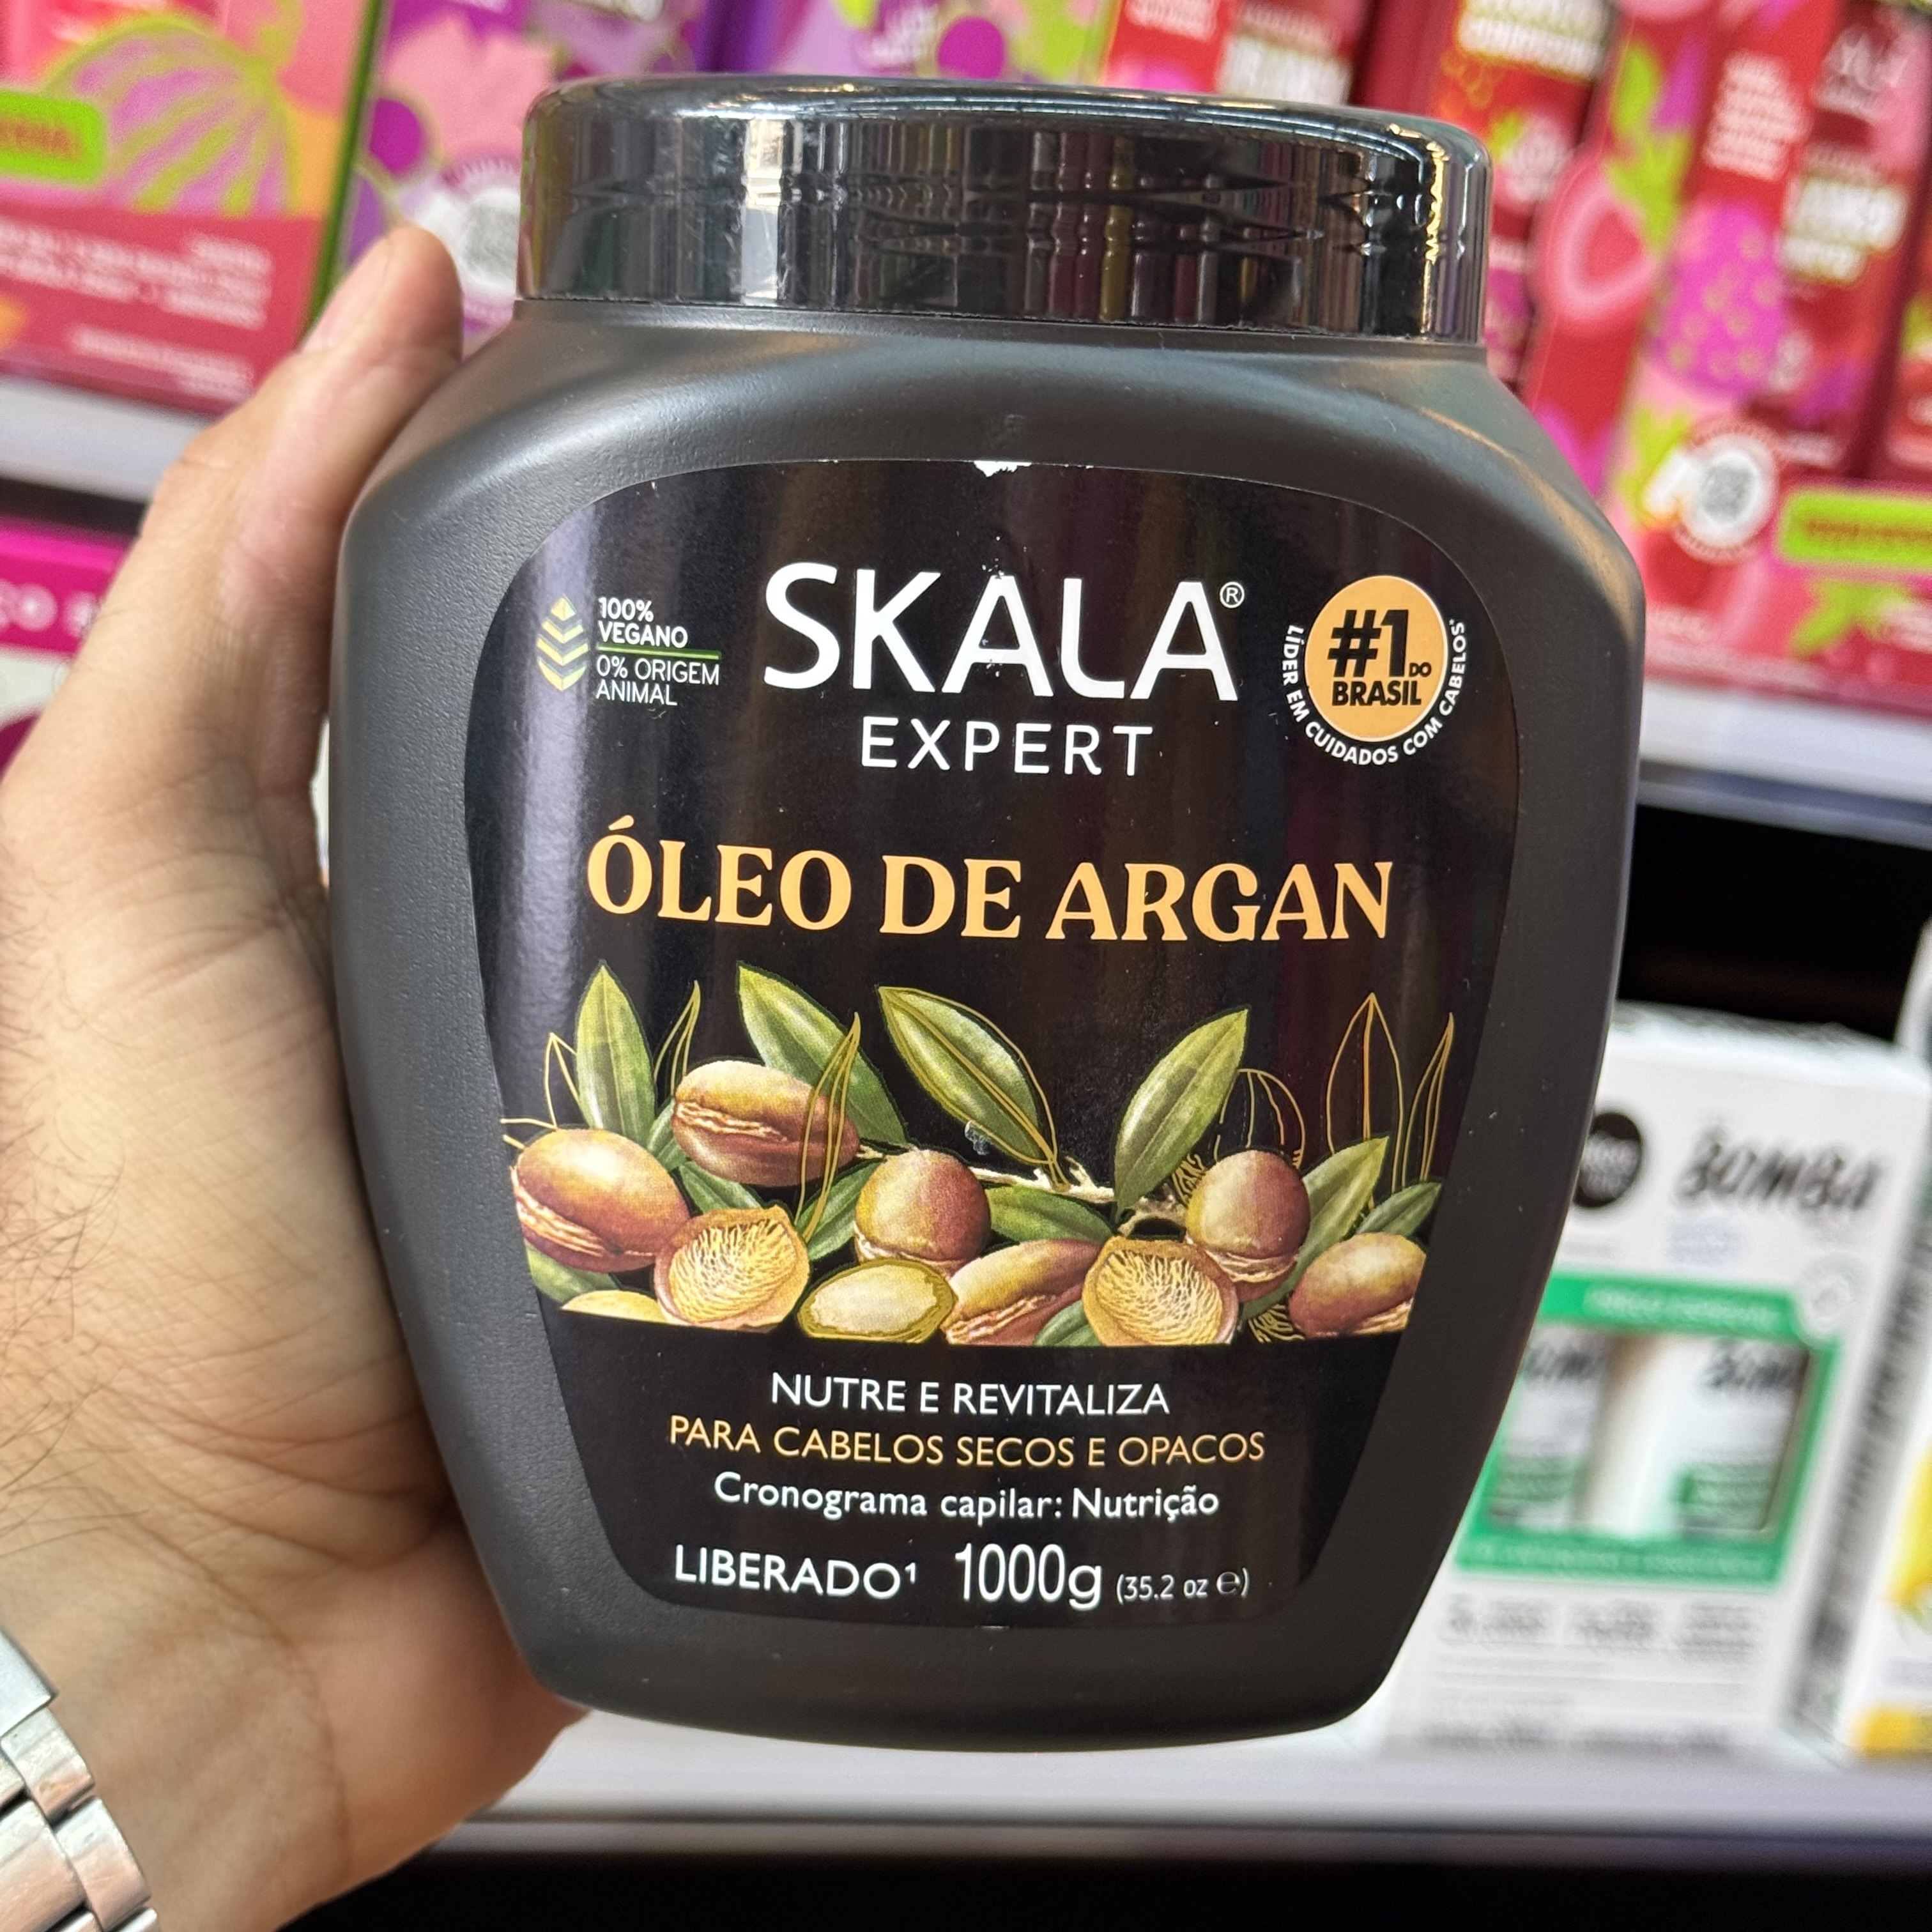 SKALA®
EXPERT
100%
VEGANO
0% ORIGEM
ANIMAL
#1 DO
BRASIL
LÍDER EM CUIDADOS COM CABELOS*
ÓLEO DE ARGAN
NUTRE E REVITALIZA
PARA CABELOS SECOS E OPACOS
Cronograma capilar: Nutrição
LIBERADO¹ 1000g (35.2 oz ℮)
BOMBA